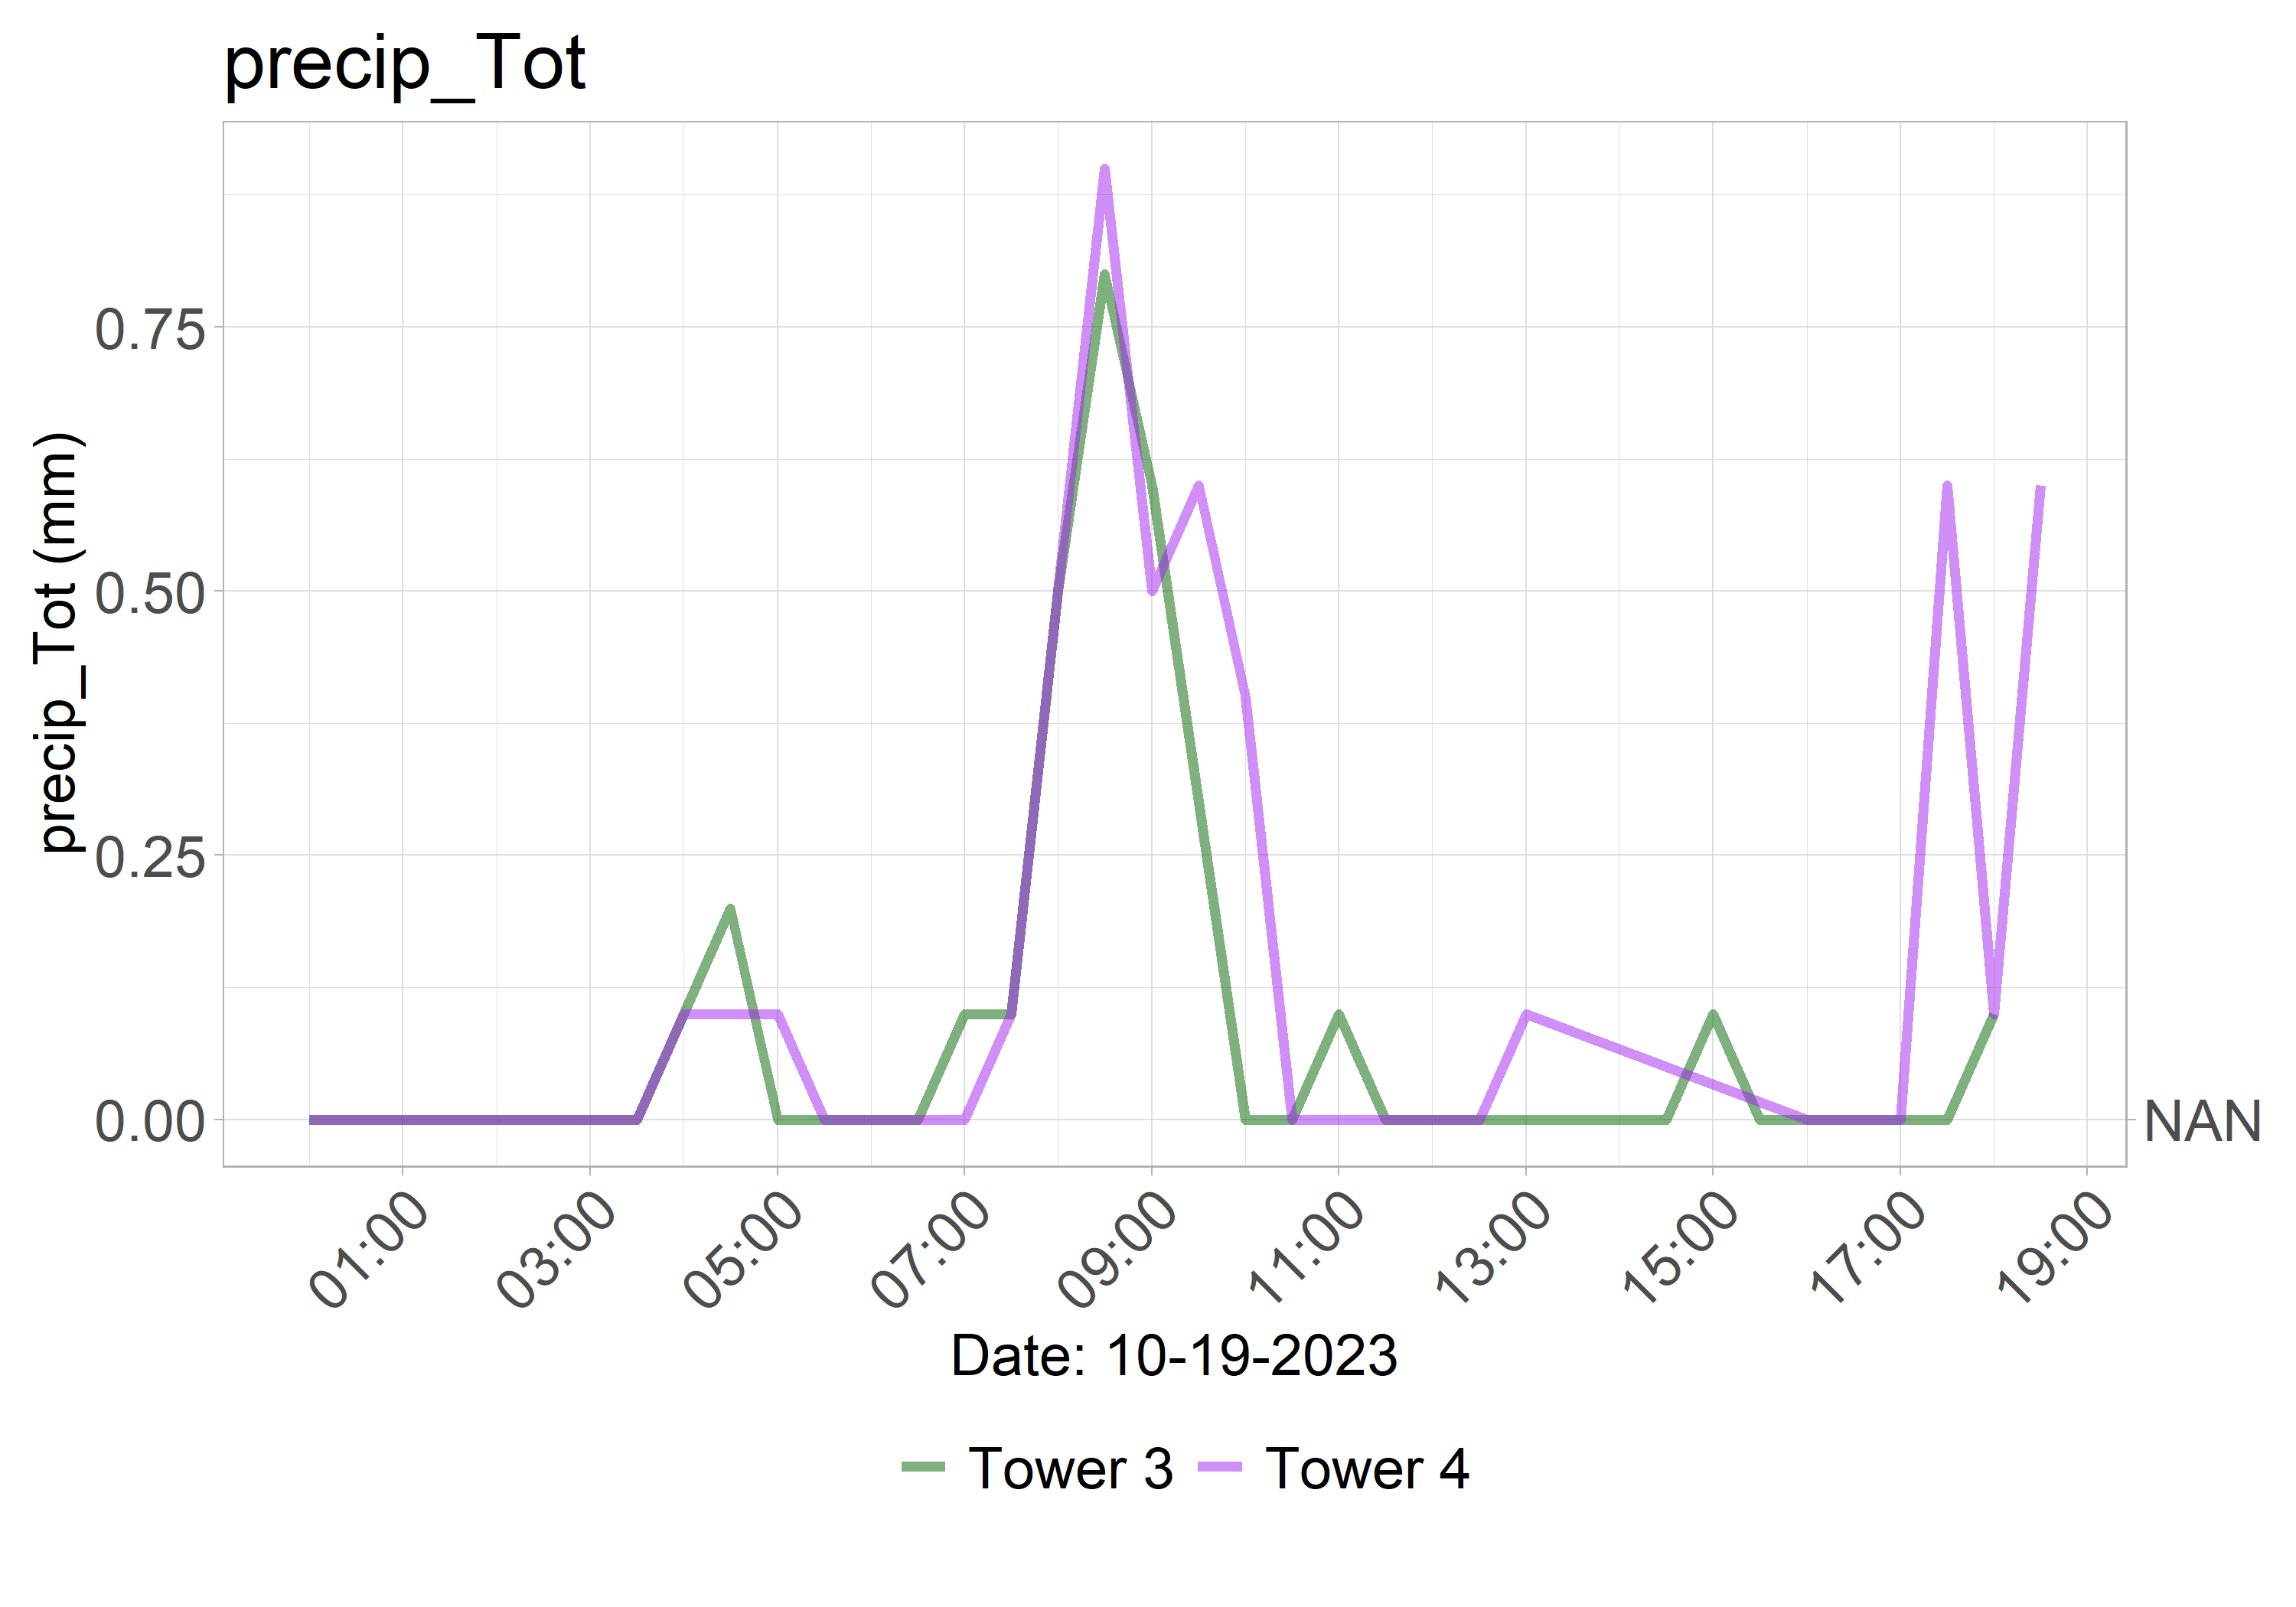 precip_Tot
precip_Tot (mm)
0.75
0.50
0.25
0.00
NAN
01:00 03:00 05:00 07:00 09:00 11:00 13:00 15:00 17:00 19:00
Date: 10-19-2023
Tower 3 Tower 4